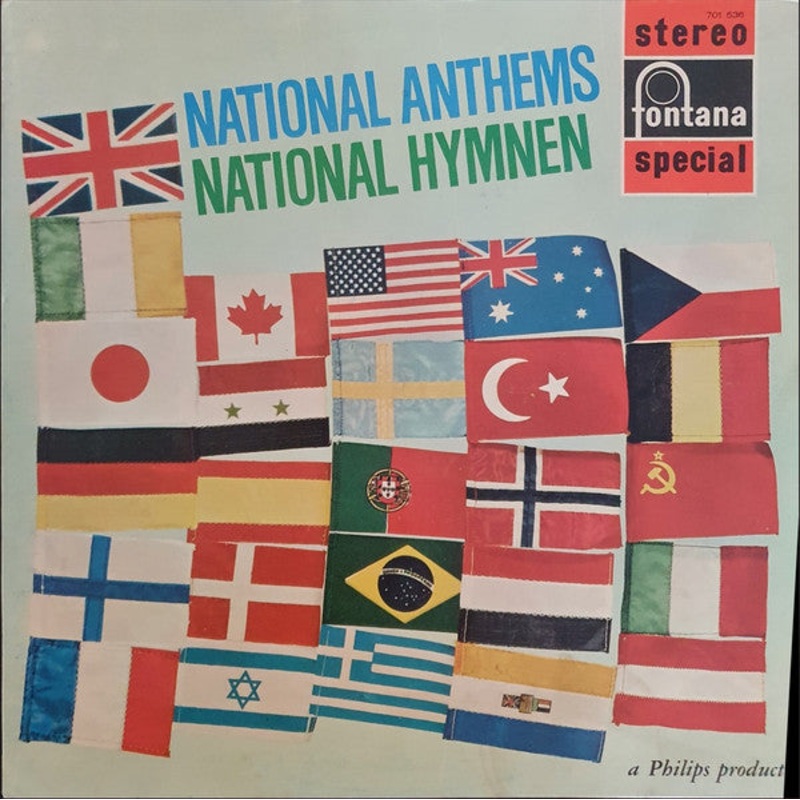 701 536
stereo
fontana
special
NATIONAL ANTHEMS
NATIONAL HYMNEN
a Philips product